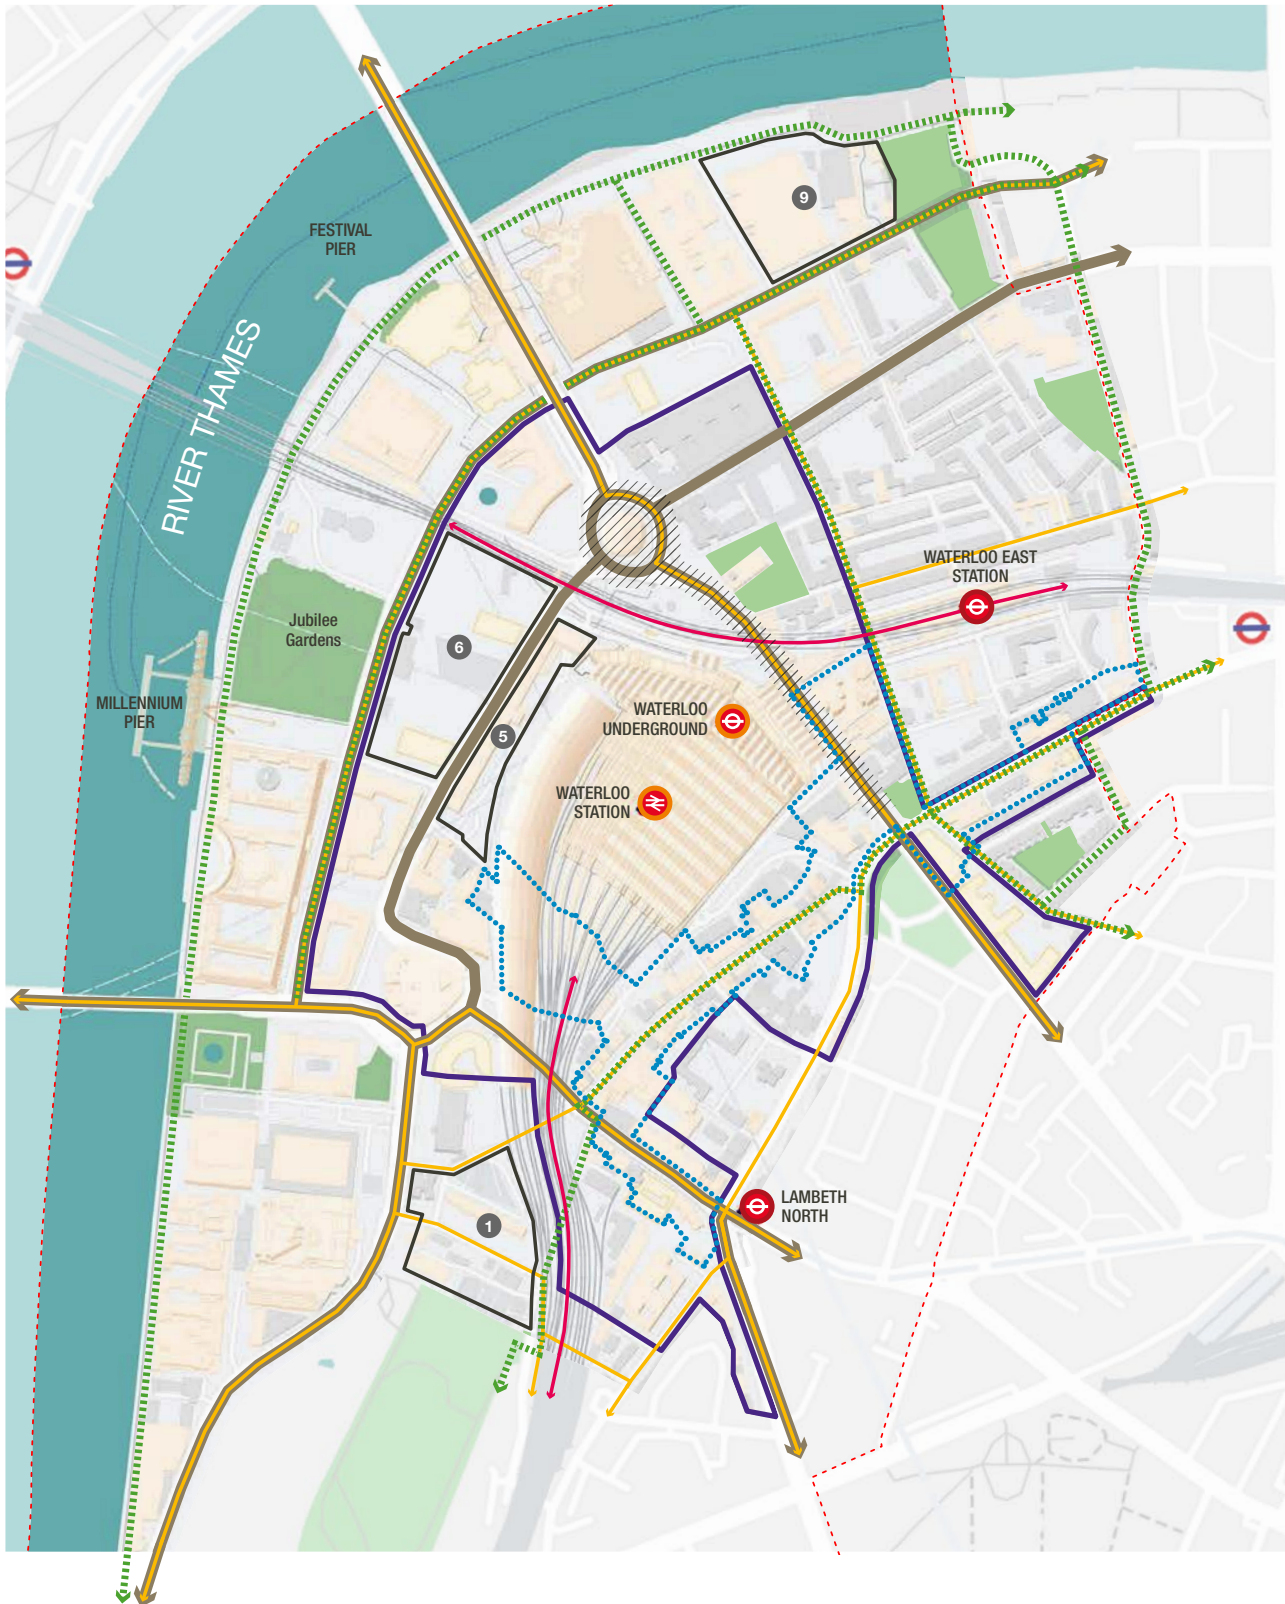 9
FESTIVAL
PIER
RIVER THAMES
WATERLOO EAST
STATION
Jubilee
Gardens
6
MILLENNIUM
PIER
WATERLOO
UNDERGROUND
5
WATERLOO
STATION
LAMBETH
NORTH
1